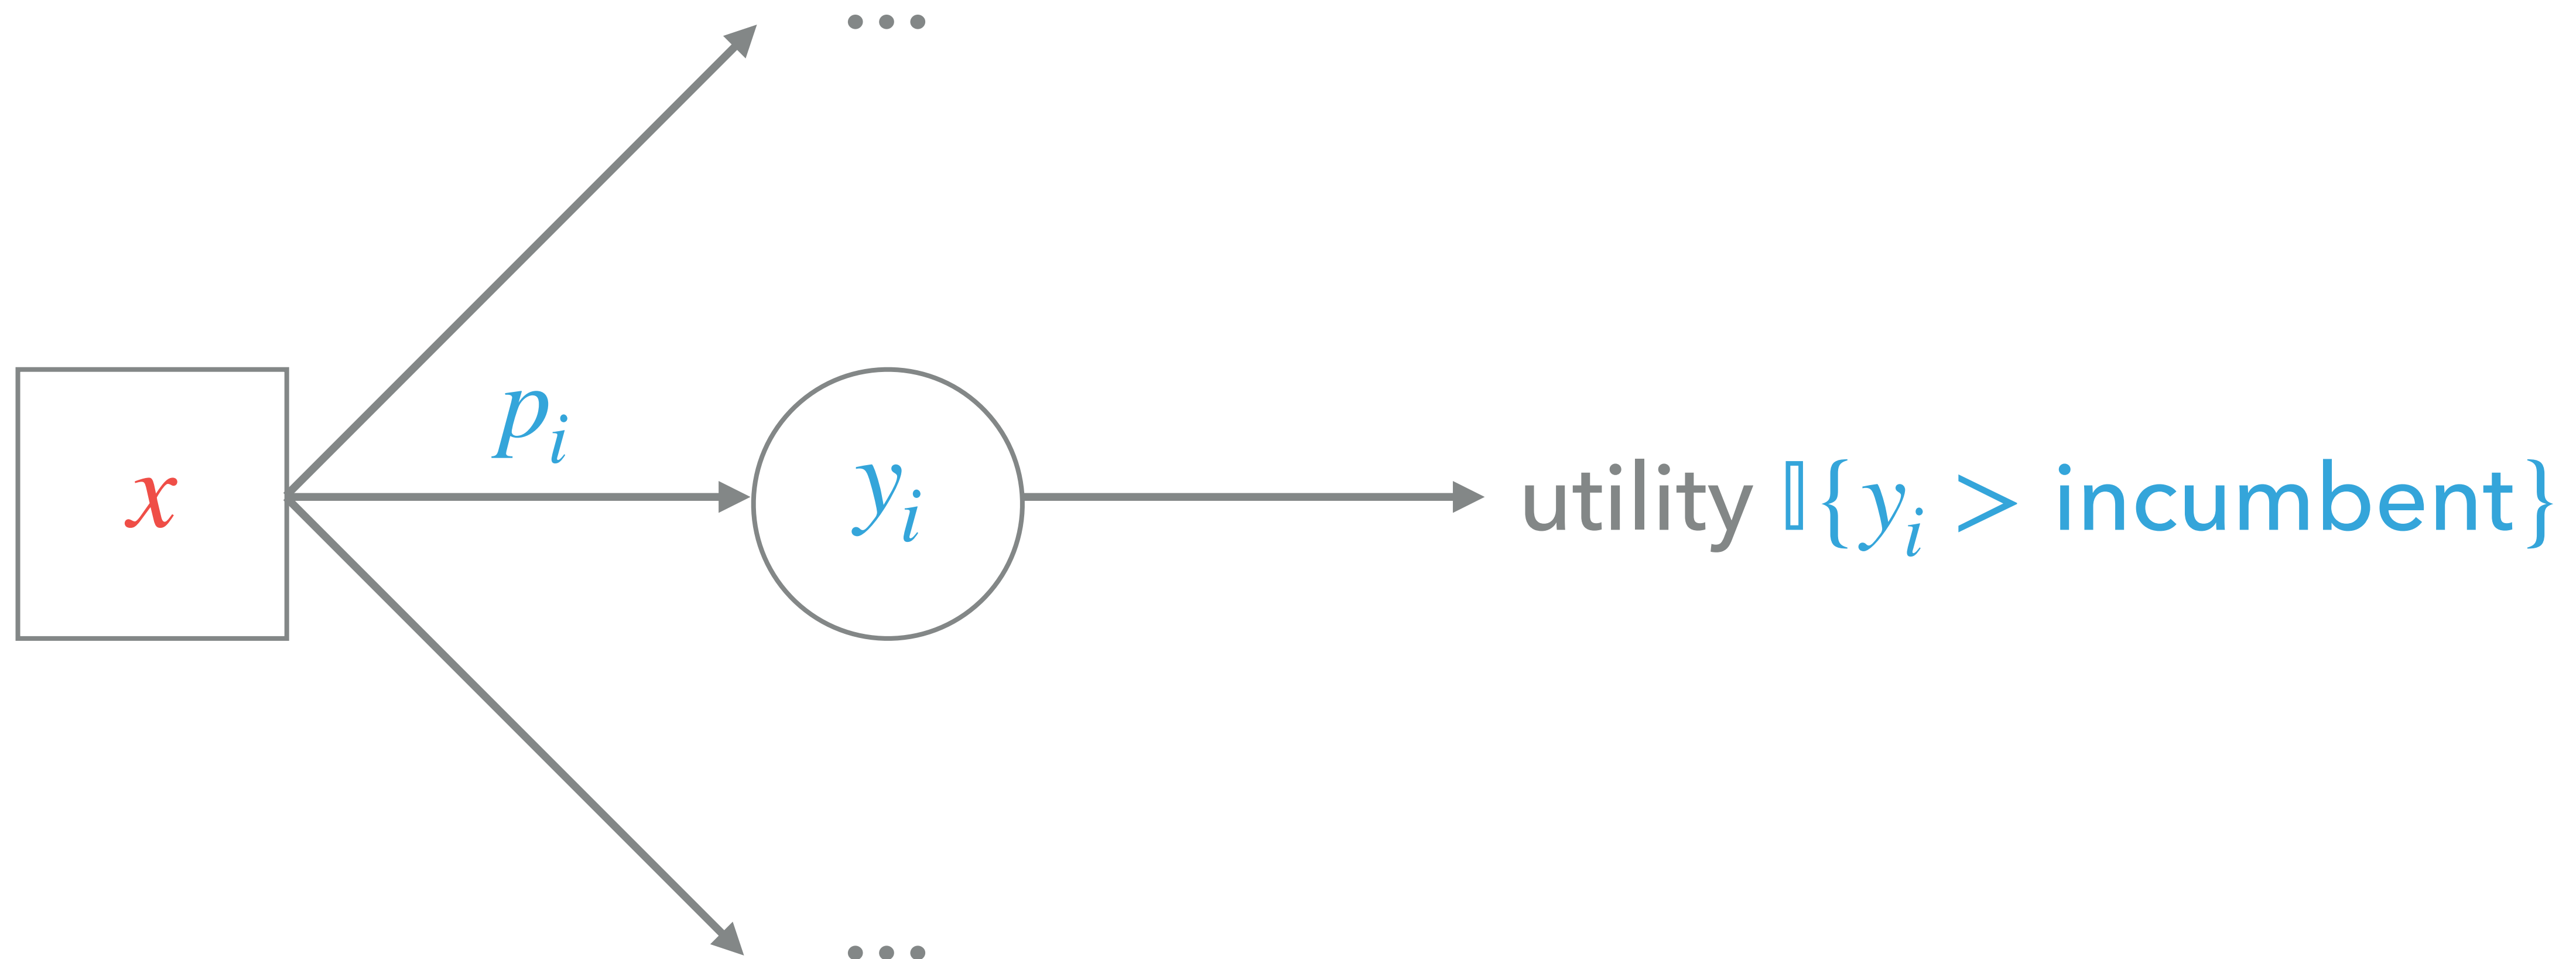 ...
p_i
x
y_i
utility 𝕀{y_i > incumbent}
...